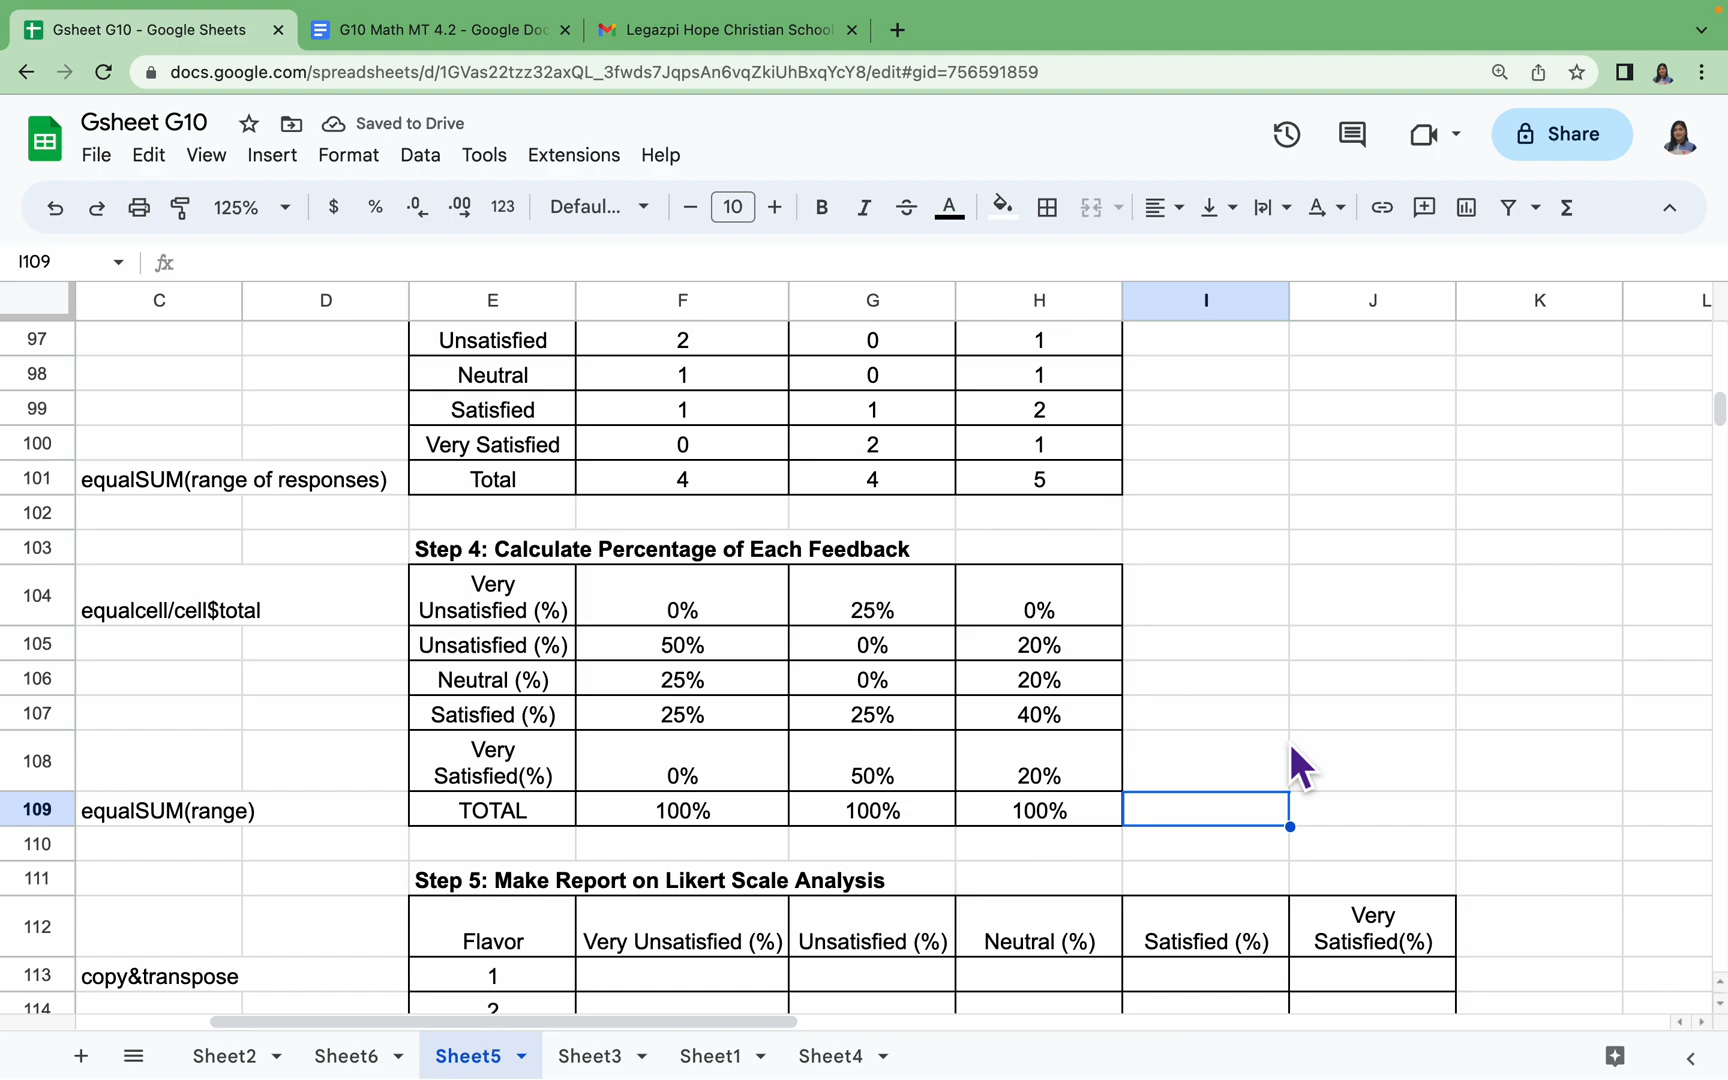 Gsheet G10 - Google Sheets
G10 Math MT 4.2 - Google Doc
Legazpi Hope Christian School
docs.google.com/spreadsheets/d/1GVas22tzz32axQL_3fwds7JqpsAn6vqZkiUhBxqYcY8/edit#gid=756591859
Gsheet G10 Saved to Drive
Share
File Edit View Insert Format Data Tools Extensions Help
125% $ % .0 .00 123 Defaul... 10 B I A
I109 fx
C D E F G H I J K L
97 Unsatisfied 2 0 1
98 Neutral 1 0 1
99 Satisfied 1 1 2
100 Very Satisfied 0 2 1
101 equalSUM(range of responses) Total 4 4 5
102
103 Step 4: Calculate Percentage of Each Feedback
104 equalcell/cell$total Very Unsatisfied (%) 0% 25% 0%
105 Unsatisfied (%) 50% 0% 20%
106 Neutral (%) 25% 0% 20%
107 Satisfied (%) 25% 25% 40%
108 Very Satisfied(%) 0% 50% 20%
109 equalSUM(range) TOTAL 100% 100% 100%
110
111 Step 5: Make Report on Likert Scale Analysis
112 Flavor Very Unsatisfied (%) Unsatisfied (%) Neutral (%) Satisfied (%) Very Satisfied(%)
113 copy&transpose 1
114 2
Sheet2 Sheet6 Sheet5 Sheet3 Sheet1 Sheet4